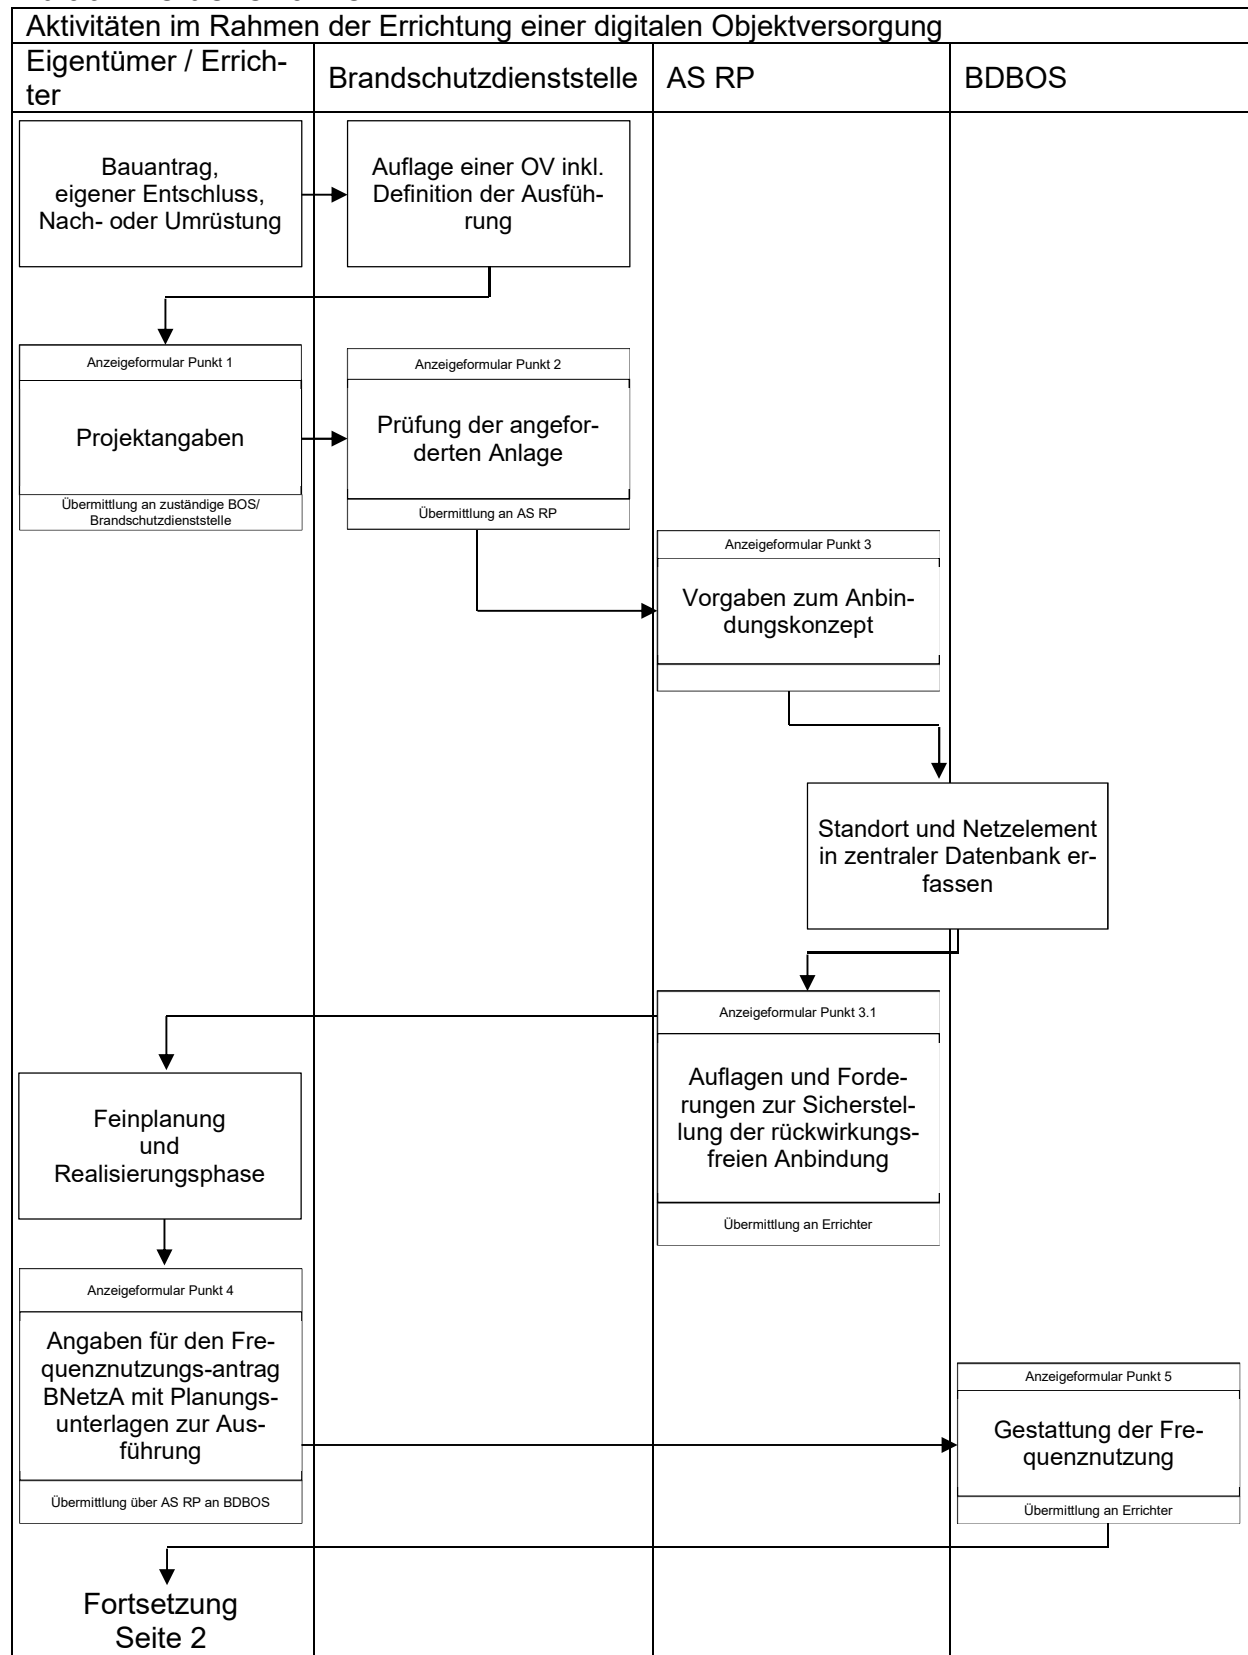 Aktivitäten im Rahmen der Errichtung einer digitalen Objektversorgung
Eigentümer / Errich-
ter
Brandschutzdienststelle
AS RP
BDBOS
Bauantrag,
eigener Entschluss,
Nach- oder Umrüstung
Auflage einer OV inkl.
Definition der Ausfüh-
rung
Anzeigeformular Punkt 1
Projektangaben
Übermittlung an zuständige BOS/
Brandschutzdienststelle
Anzeigeformular Punkt 2
Prüfung der angefor-
derten Anlage
Übermittlung an AS RP
Anzeigeformular Punkt 3
Vorgaben zum Anbin-
dungskonzept
Standort und Netzelement
in zentraler Datenbank er-
fassen
Anzeigeformular Punkt 3.1
Auflagen und Forde-
rungen zur Sicherstel-
lung der rückwirkungs-
freien Anbindung
Übermittlung an Errichter
Feinplanung
und
Realisierungsphase
Anzeigeformular Punkt 4
Angaben für den Fre-
quenznutzungs-antrag
BNetzA mit Planungs-
unterlagen zur Aus-
führung
Übermittlung über AS RP an BDBOS
Anzeigeformular Punkt 5
Gestattung der Fre-
quenznutzung
Übermittlung an Errichter
Fortsetzung
Seite 2